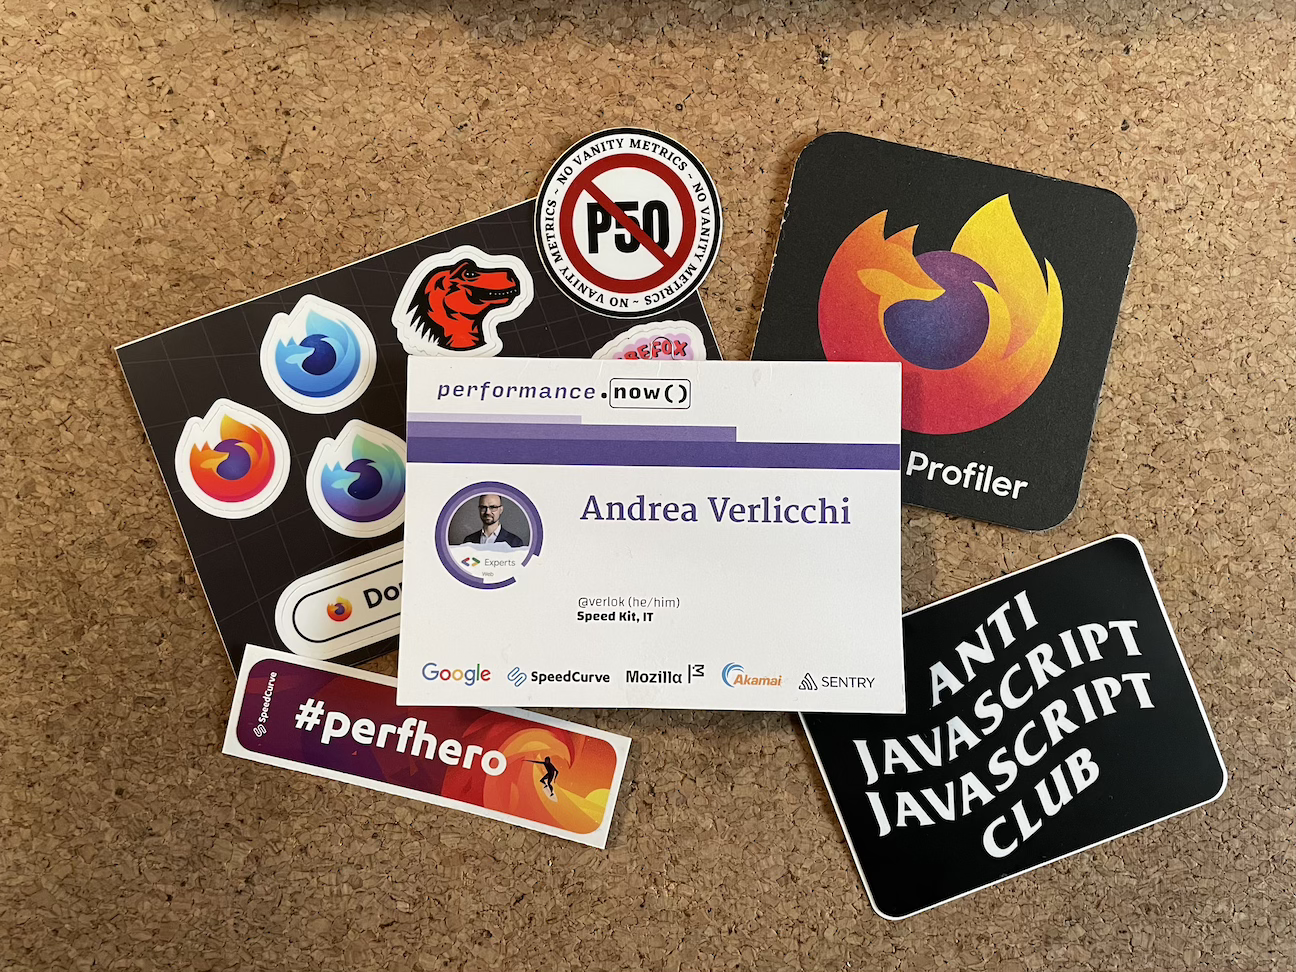 NO VANITY METRICS ~ NO VANITY METRICS ~ NO VANITY METRICS ~
P50
performance.now()
Andrea Verlicchi
Experts
Web
@verlok (he/him)
Speed Kit, IT
Google
SpeedCurve
Mozilla
Akamai
SENTRY
Profiler
SpeedCurve
#perfhero
ANTI
JAVASCRIPT
JAVASCRIPT
CLUB